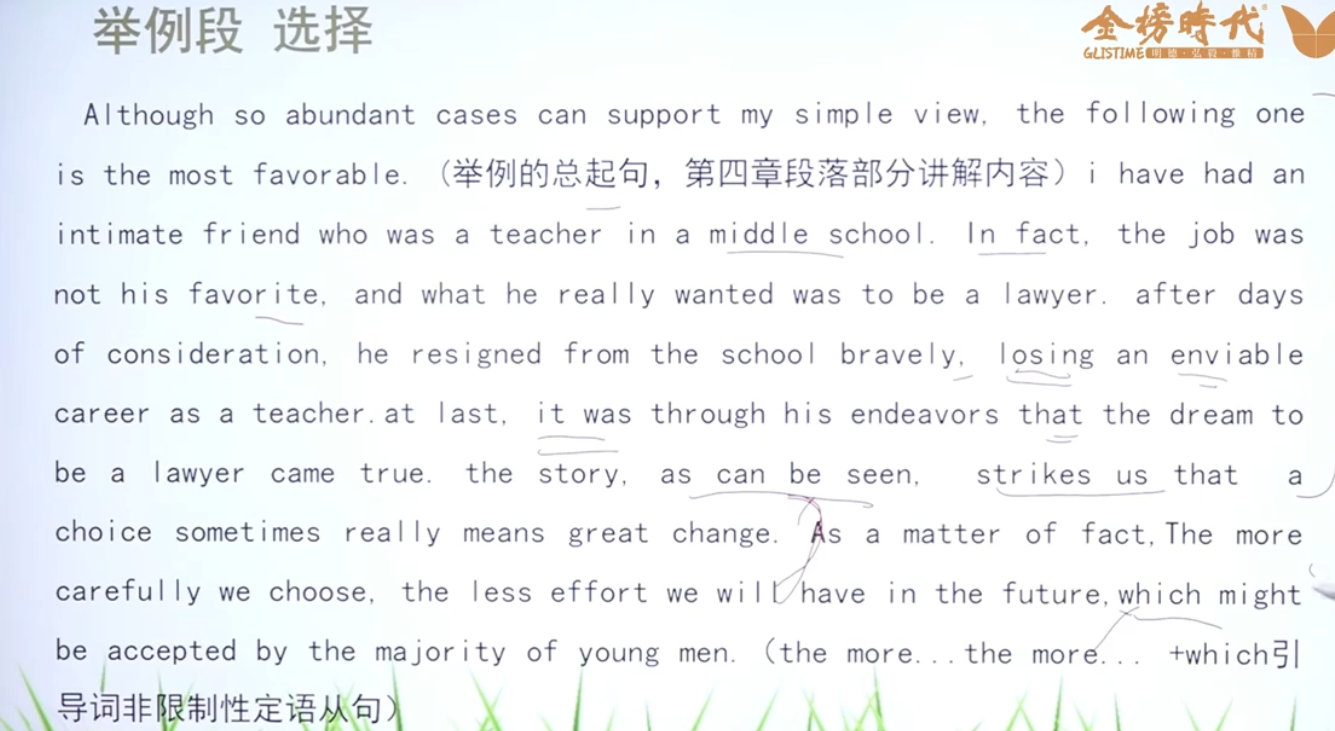 举例段 选择
金榜時代
GLISTIME 明德·弘毅·雅精
Although so abundant cases can support my simple view, the following one
is the most favorable.（举例的总起句，第四章段落部分讲解内容）i have had an
intimate friend who was a teacher in a middle school. In fact, the job was
not his favorite, and what he really wanted was to be a lawyer. after days
of consideration, he resigned from the school bravely, losing an enviable
career as a teacher.at last, it was through his endeavors that the dream to
be a lawyer came true. the story, as can be seen, strikes us that a
choice sometimes really means great change. As a matter of fact,The more
carefully we choose, the less effort we will have in the future,which might
be accepted by the majority of young men.（the more...the more... +which引
导词非限制性定语从句）